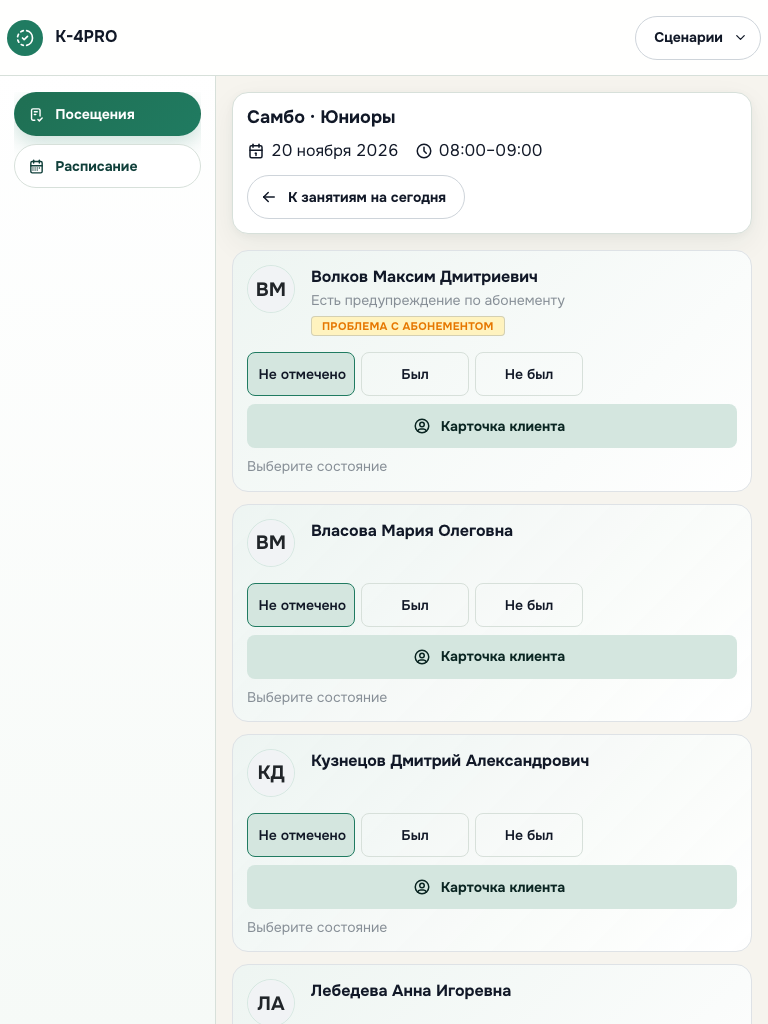 K-4PRO
Сценарии
Посещения
Расписание
Самбо · Юниоры
20 ноября 2026 08:00–09:00
К занятиям на сегодня
ВМ
Волков Максим Дмитриевич
Есть предупреждение по абонементу
ПРОБЛЕМА С АБОНЕМЕНТОМ
Не отмечено Был Не был
Карточка клиента
Выберите состояние
ВМ
Власова Мария Олеговна
Не отмечено Был Не был
Карточка клиента
Выберите состояние
КД
Кузнецов Дмитрий Александрович
Не отмечено Был Не был
Карточка клиента
Выберите состояние
ЛА
Лебедева Анна Игоревна